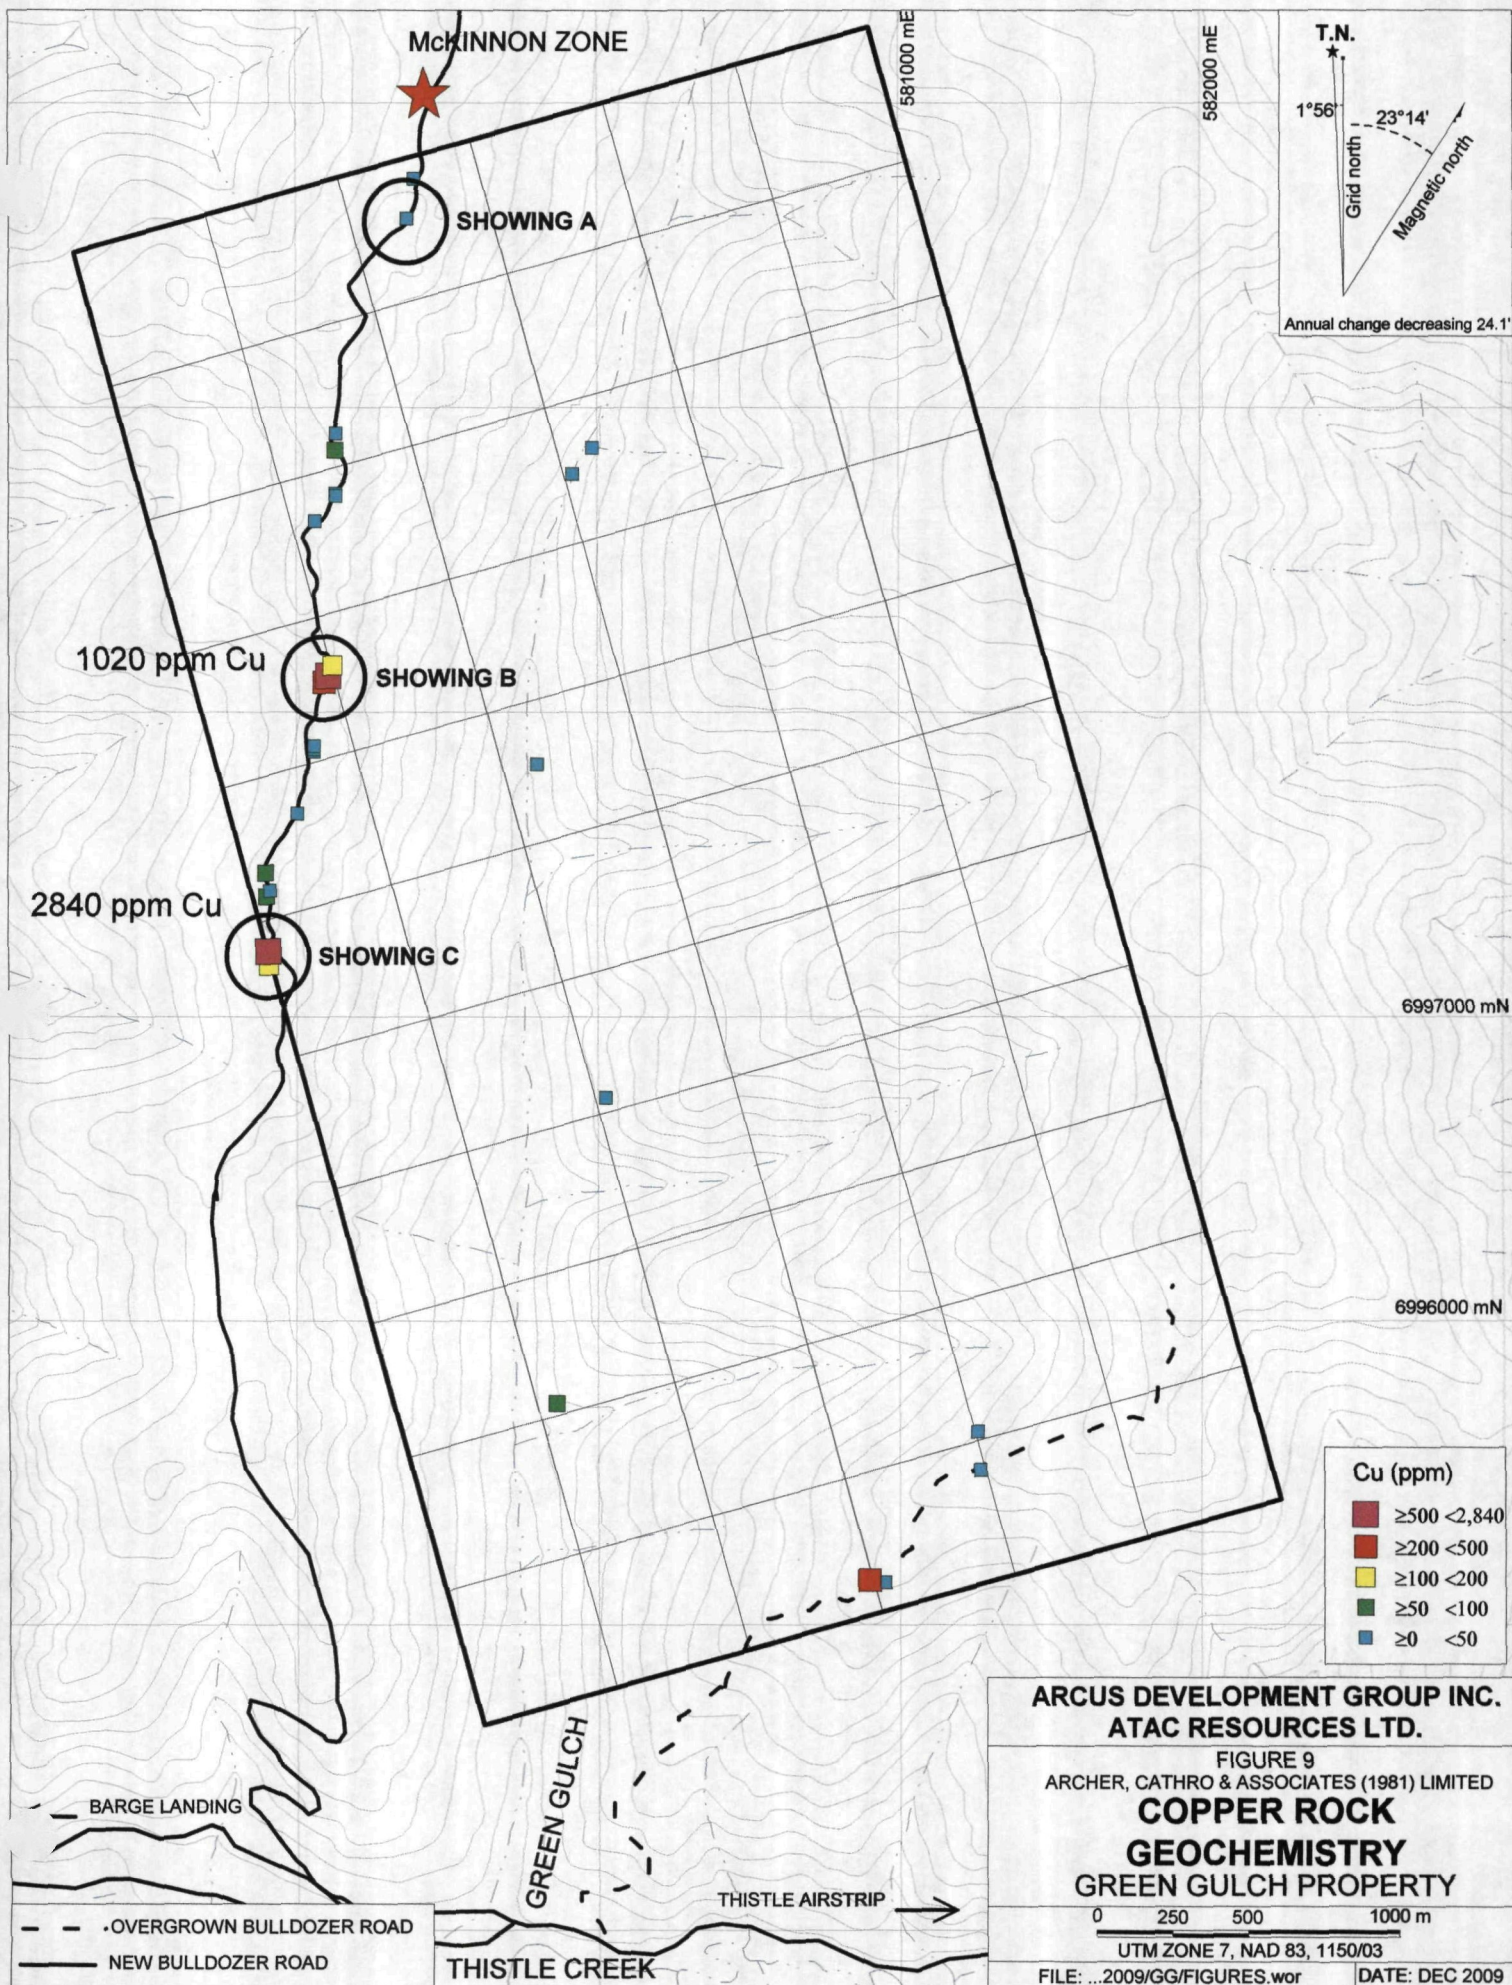 McKINNON ZONE
581000 mE
582000 mE
T.N.
1°56'
23°14'
Grid north
Magnetic north
Annual change decreasing 24.1'
SHOWING A
1020 ppm Cu
SHOWING B
2840 ppm Cu
SHOWING C
6997000 mN
6996000 mN
Cu (ppm)
≥500 <2,840
≥200 <500
≥100 <200
≥50 <100
≥0 <50
GREEN GULCH
BARGE LANDING
THISTLE AIRSTRIP
OVERGROWN BULLDOZER ROAD
NEW BULLDOZER ROAD
THISTLE CREEK
ARCUS DEVELOPMENT GROUP INC.
ATAC RESOURCES LTD.
FIGURE 9
ARCHER, CATHRO & ASSOCIATES (1981) LIMITED
COPPER ROCK
GEOCHEMISTRY
GREEN GULCH PROPERTY
0 250 500 1000 m
UTM ZONE 7, NAD 83, 1150/03
FILE: ...2009/GG/FIGURES.wor
DATE: DEC 2009